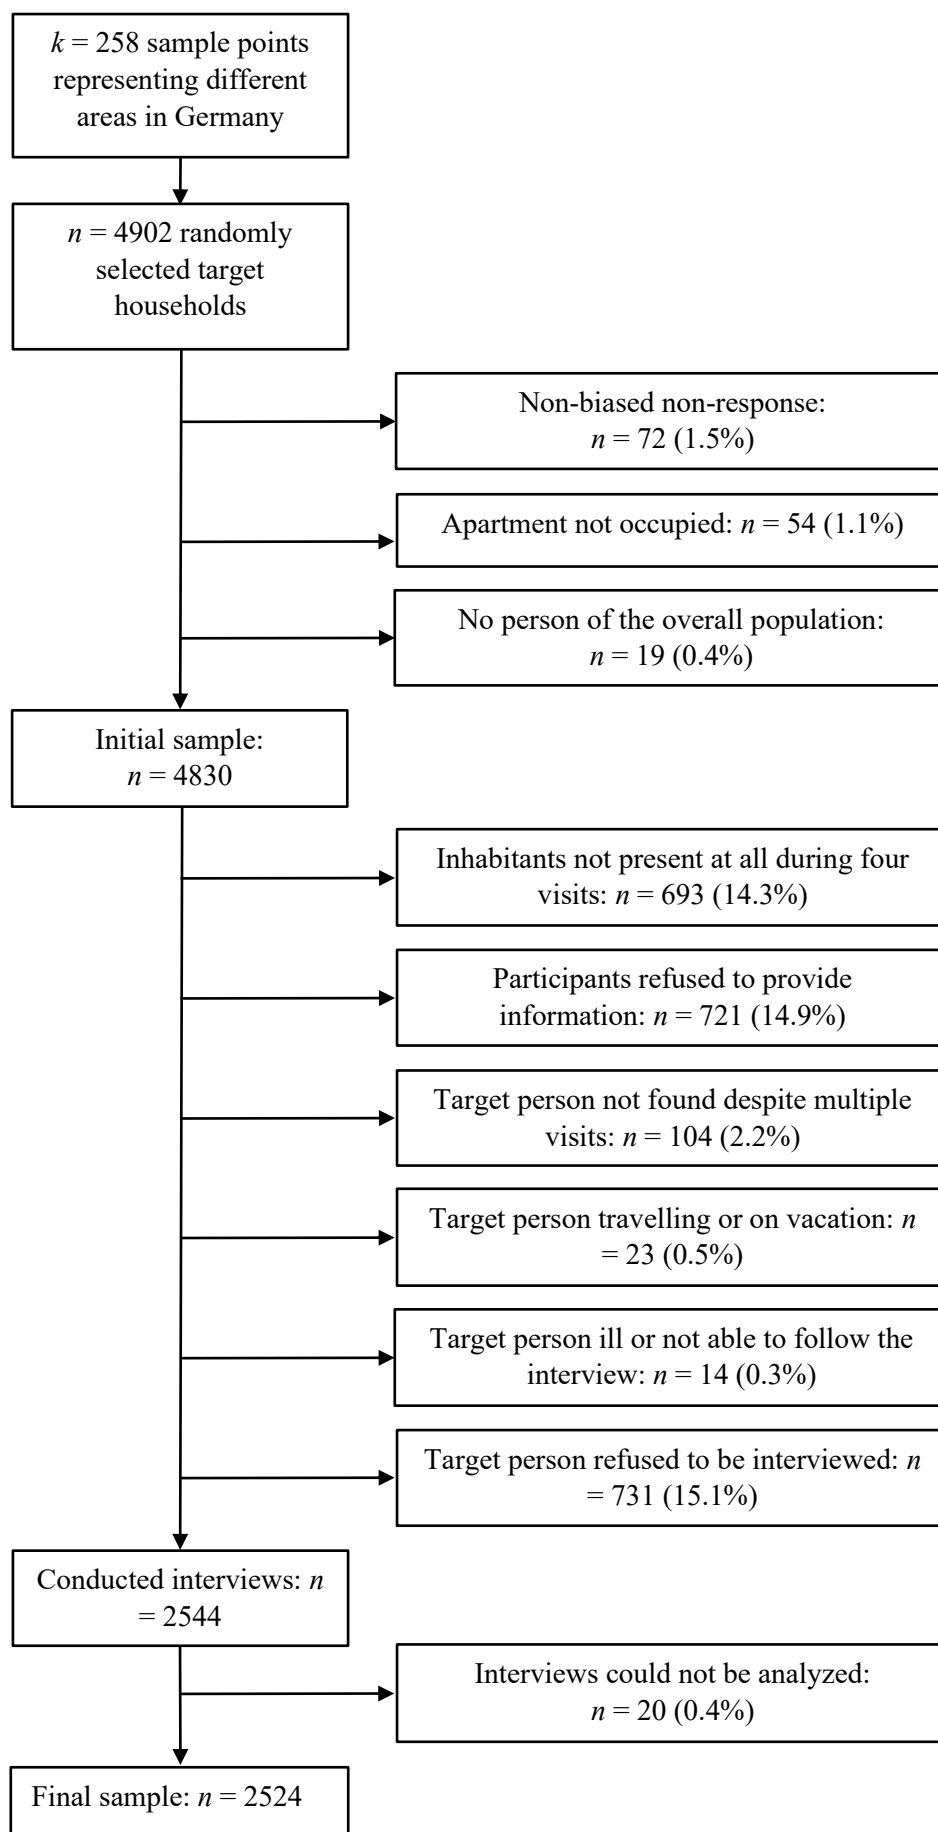 k = 258 sample points
representing different
areas in Germany
n = 4902 randomly
selected target
households
Non-biased non-response:
n = 72 (1.5%)
Apartment not occupied: n = 54 (1.1%)
No person of the overall population:
n = 19 (0.4%)
Initial sample:
n = 4830
Inhabitants not present at all during four
visits: n = 693 (14.3%)
Participants refused to provide
information: n = 721 (14.9%)
Target person not found despite multiple
visits: n = 104 (2.2%)
Target person travelling or on vacation: n
= 23 (0.5%)
Target person ill or not able to follow the
interview: n = 14 (0.3%)
Target person refused to be interviewed: n
= 731 (15.1%)
Conducted interviews: n
= 2544
Interviews could not be analyzed:
n = 20 (0.4%)
Final sample: n = 2524